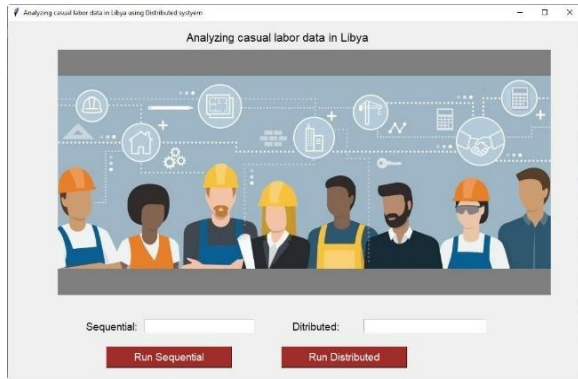 Analyzing casual labor data in Libya using Distributed systyem
Analyzing casual labor data in Libya
Sequential:
Ditributed:
Run Sequential
Run Distributed